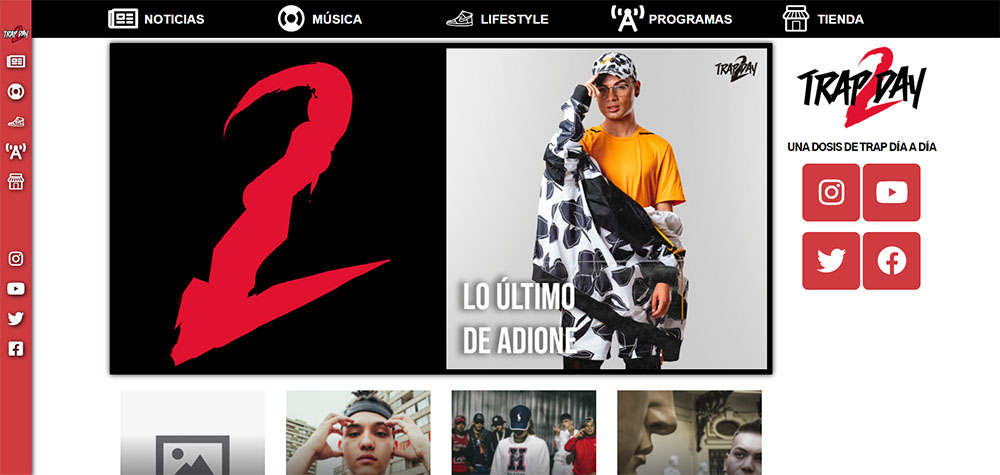 NOTICIAS
MÚSICA
LIFESTYLE
PROGRAMAS
TIENDA
TRAP2DAY
TRAP2DAY
LO ÚLTIMO
DE ADIONE
TRAP2DAY
UNA DOSIS DE TRAP DÍA A DÍA
H